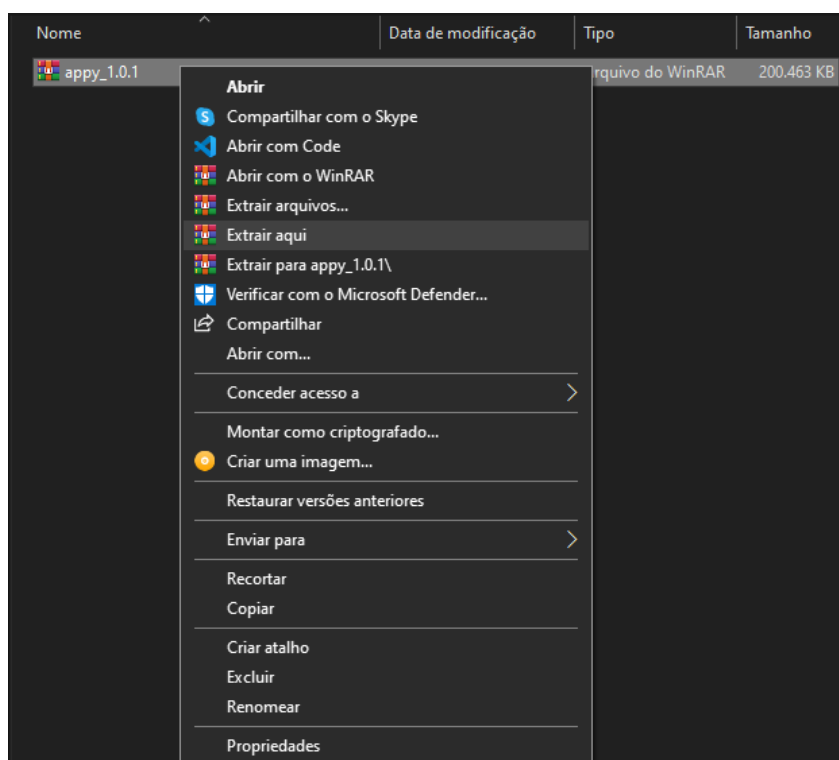 Nome Data de modificação Tipo Tamanho
appy_1.0.1 rquivo do WinRAR 200.463 KB
Abrir
Compartilhar com o Skype
Abrir com Code
Abrir com o WinRAR
Extrair arquivos...
Extrair aqui
Extrair para appy_1.0.1\
Verificar com o Microsoft Defender...
Compartilhar
Abrir com...
Conceder acesso a
Montar como criptografado...
Criar uma imagem...
Restaurar versões anteriores
Enviar para
Recortar
Copiar
Criar atalho
Excluir
Renomear
Propriedades